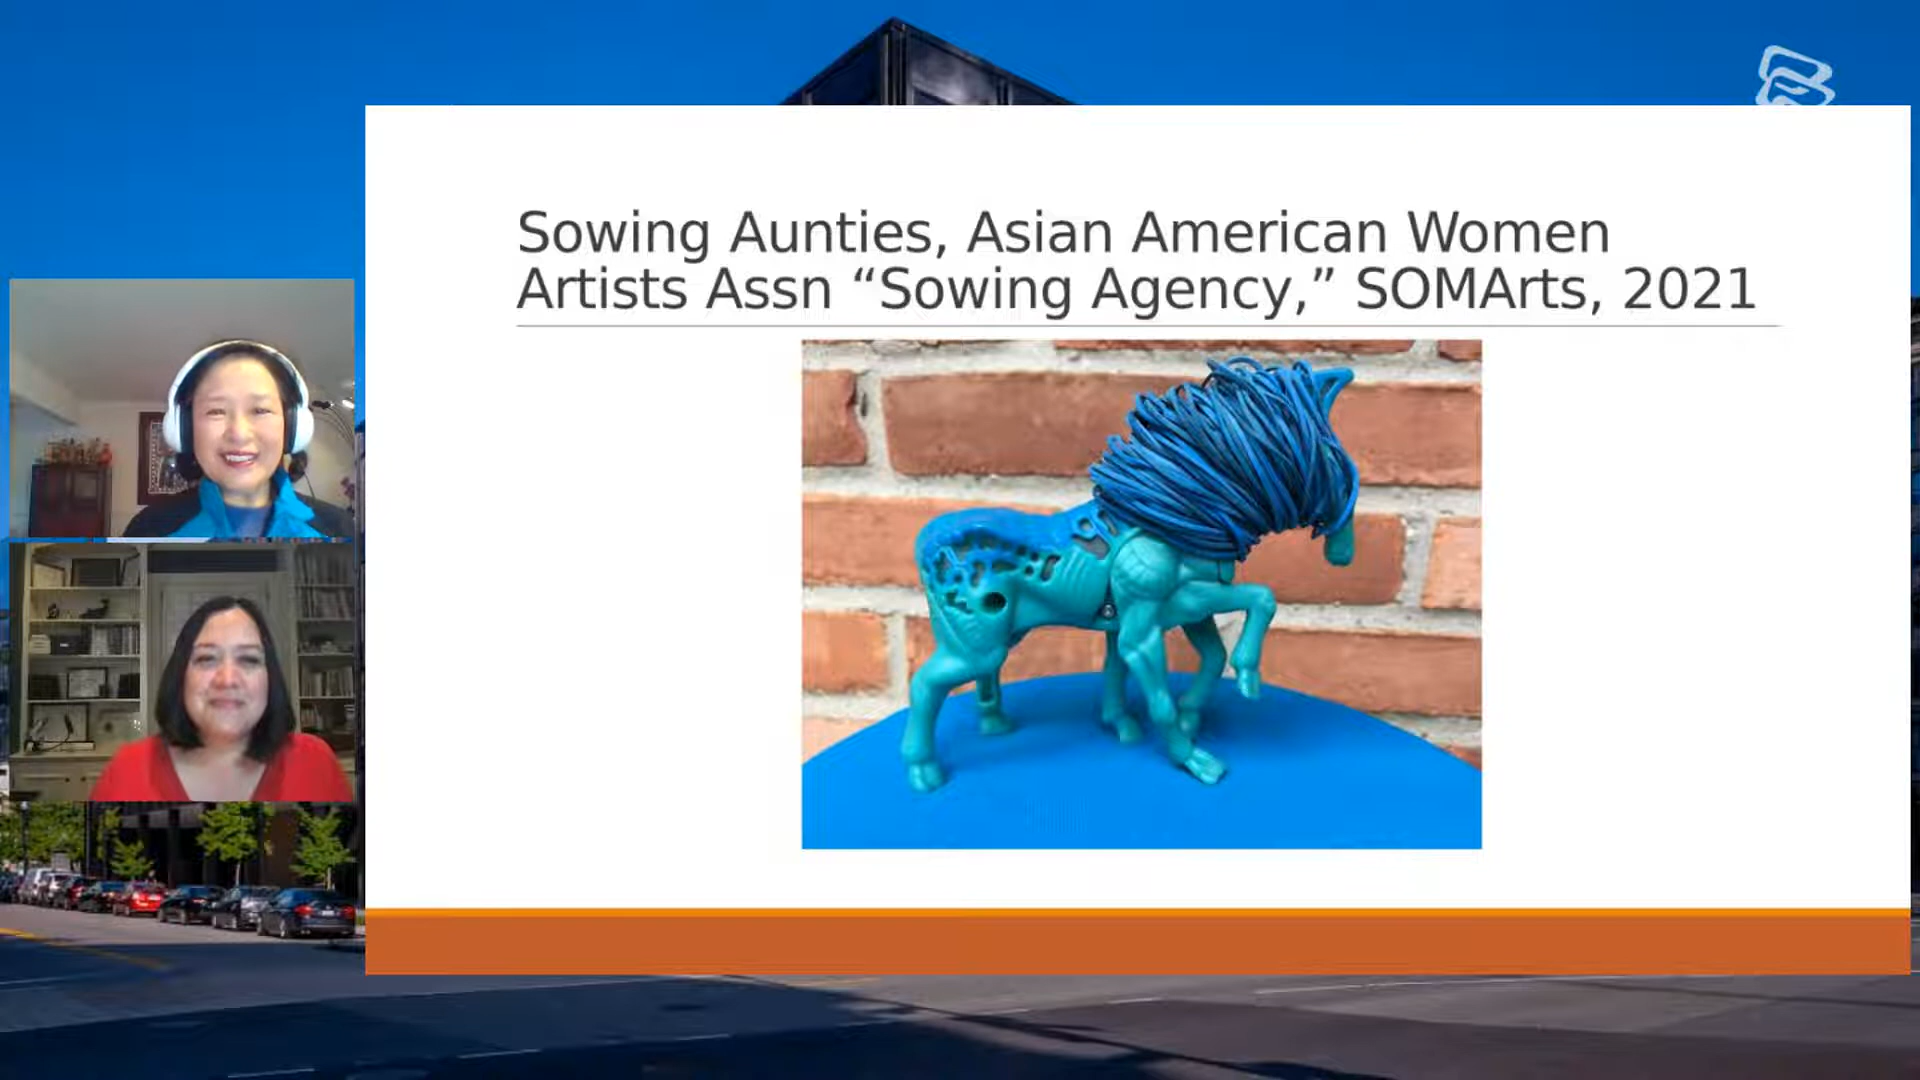 Sowing Aunties, Asian American Women
Artists Assn “Sowing Agency,” SOMArts, 2021